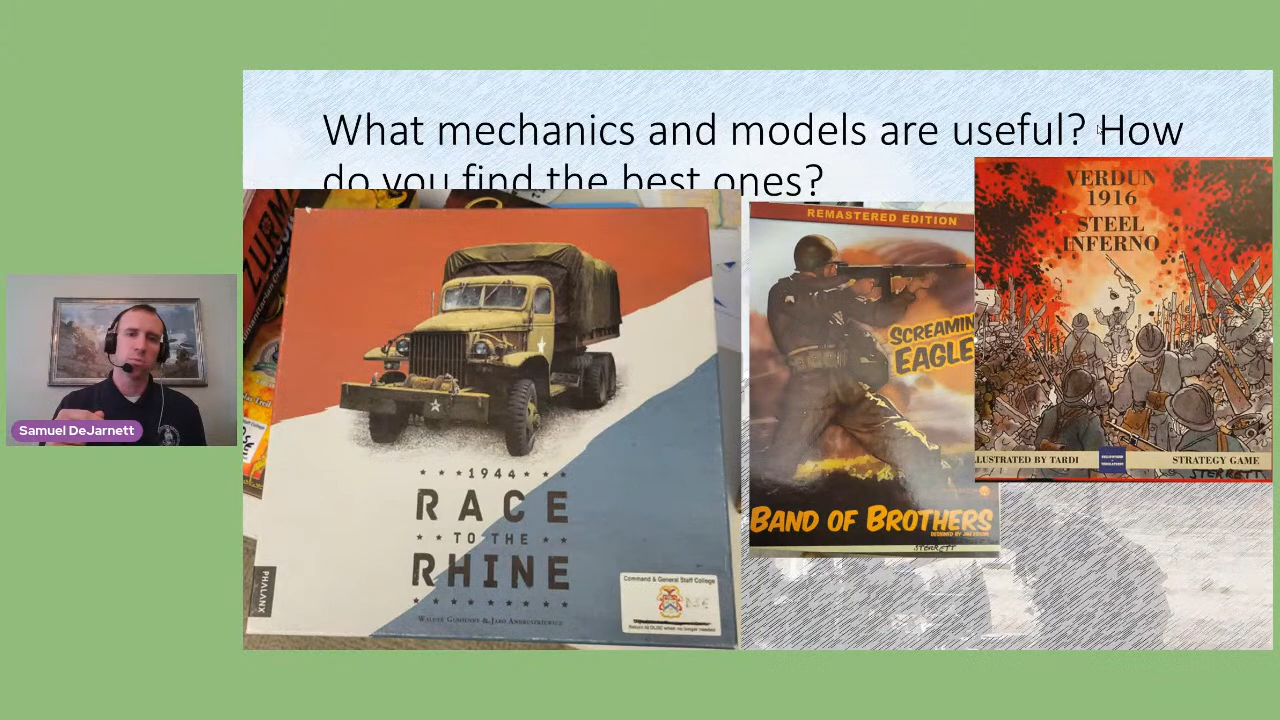 What mechanics and models are useful? How
do you find the best ones?
VERDUN
1916
STEEL
INFERNO
REMASTERED EDITION
SCREAMIN
EAGLE
1944
RACE
TO THE
RHINE
PHALANX
Command & General Staff College
BAND OF BROTHERS
STERRETT
LUSTRATED BY TARDI
STRATEGY GAME
STERRETT
Samuel DeJarnett